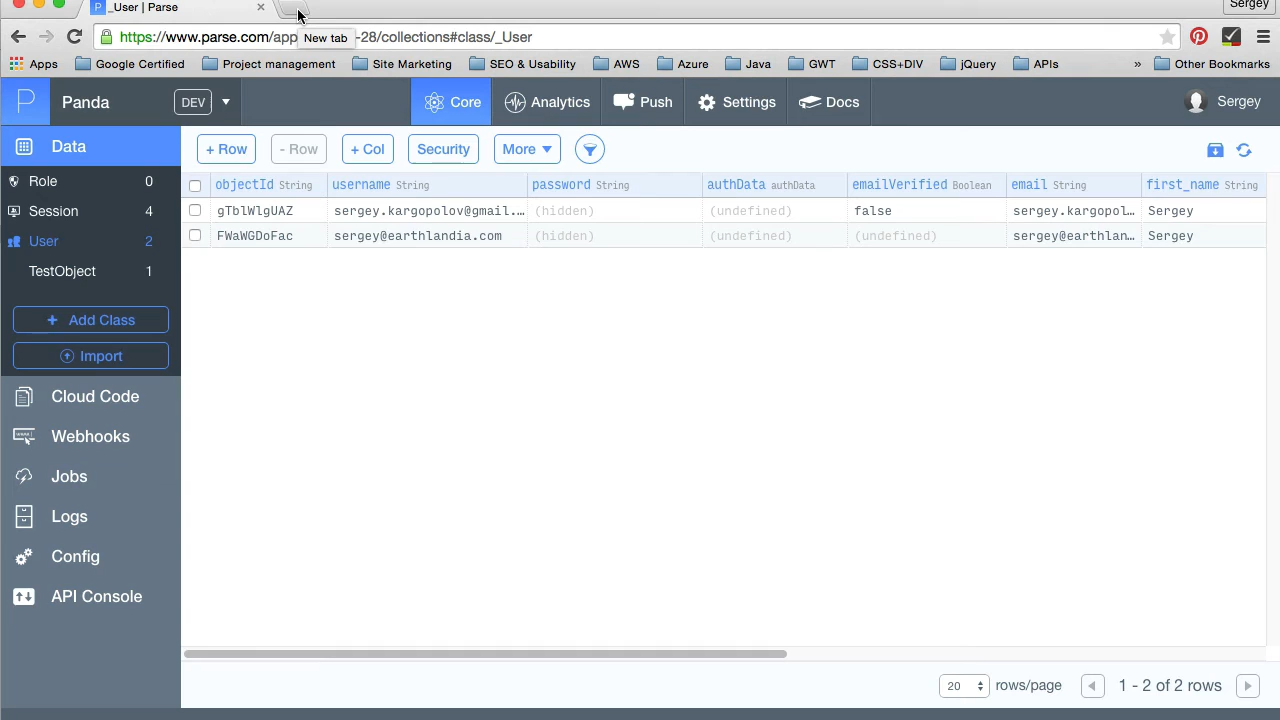 _User | Parse
Sergey
https://www.parse.com/app -28/collections#class/_User
New tab
Apps Google Certified Project management Site Marketing SEO & Usability AWS Azure Java GWT CSS+DIV jQuery APIs » Other Bookmarks
P Panda DEV Core Analytics Push Settings Docs Sergey
Data
Role 0
Session 4
User 2
TestObject 1
+ Add Class
Import
Cloud Code
Webhooks
Jobs
Logs
Config
API Console
+ Row - Row + Col Security More
objectId String username String password String authData authData emailVerified Boolean email String first_name String
gTblWlgUAZ sergey.kargopolov@gmail.… (hidden) (undefined) false sergey.kargopol… Sergey
FWaWGDoFac sergey@earthlandia.com (hidden) (undefined) (undefined) sergey@earthlan… Sergey
20 rows/page 1 - 2 of 2 rows